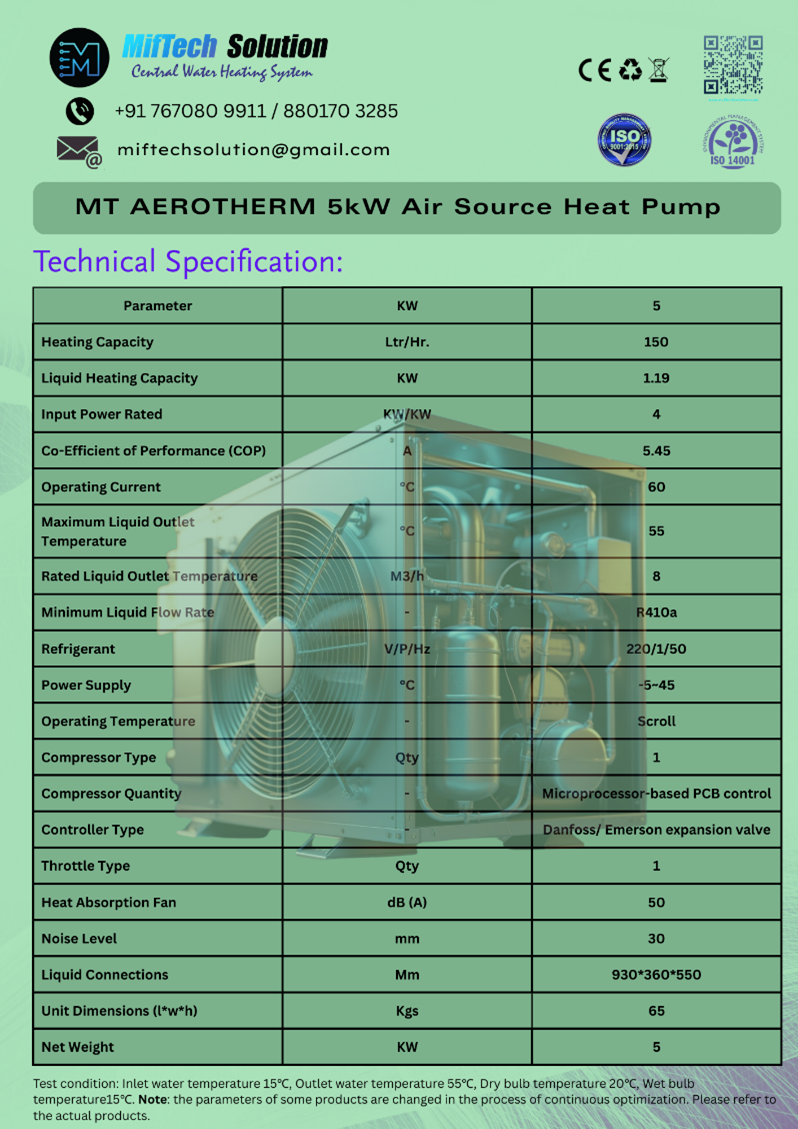 MifTech Solution
Central Water Heating System
+91 767080 9911 / 880170 3285
miftechsolution@gmail.com
ISO
9001:2015
ENVIRONMENTAL MANAGEMENT SYSTEM
ISO 14001
MT AEROTHERM 5kW Air Source Heat Pump
Technical Specification:
Parameter KW 5
Heating Capacity Ltr/Hr. 150
Liquid Heating Capacity KW 1.19
Input Power Rated KW/KW 4
Co-Efficient of Performance (COP) A 5.45
Operating Current °C 60
Maximum Liquid Outlet
Temperature °C 55
Rated Liquid Outlet Temperature M3/h 8
Minimum Liquid Flow Rate - R410a
Refrigerant V/P/Hz 220/1/50
Power Supply °C -5~45
Operating Temperature - Scroll
Compressor Type Qty 1
Compressor Quantity - Microprocessor-based PCB control
Controller Type - Danfoss/ Emerson expansion valve
Throttle Type Qty 1
Heat Absorption Fan dB (A) 50
Noise Level mm 30
Liquid Connections Mm 930*360*550
Unit Dimensions (l*w*h) Kgs 65
Net Weight KW 5
Test condition: Inlet water temperature 15°C, Outlet water temperature 55°C, Dry bulb temperature 20°C, Wet bulb
temperature15°C. Note: the parameters of some products are changed in the process of continuous optimization. Please refer to
the actual products.